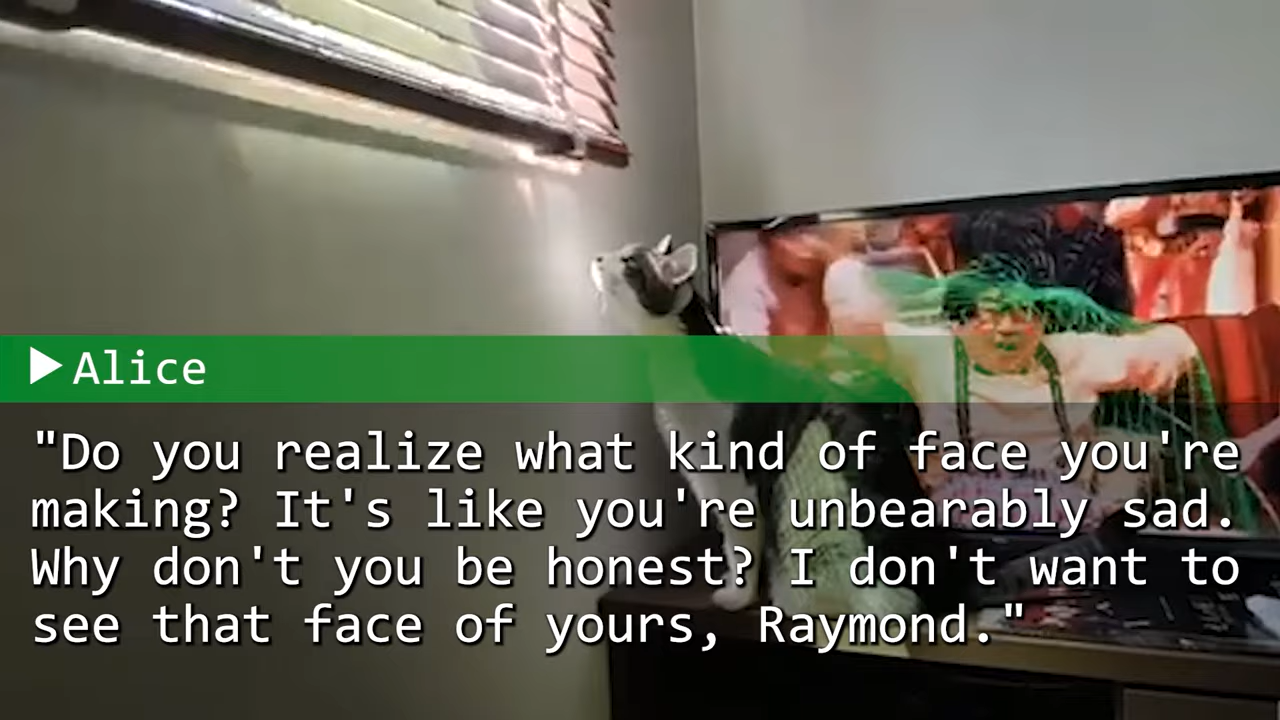 Alice
"Do you realize what kind of face you're
making? It's like you're unbearably sad.
Why don't you be honest? I don't want to
see that face of yours, Raymond."